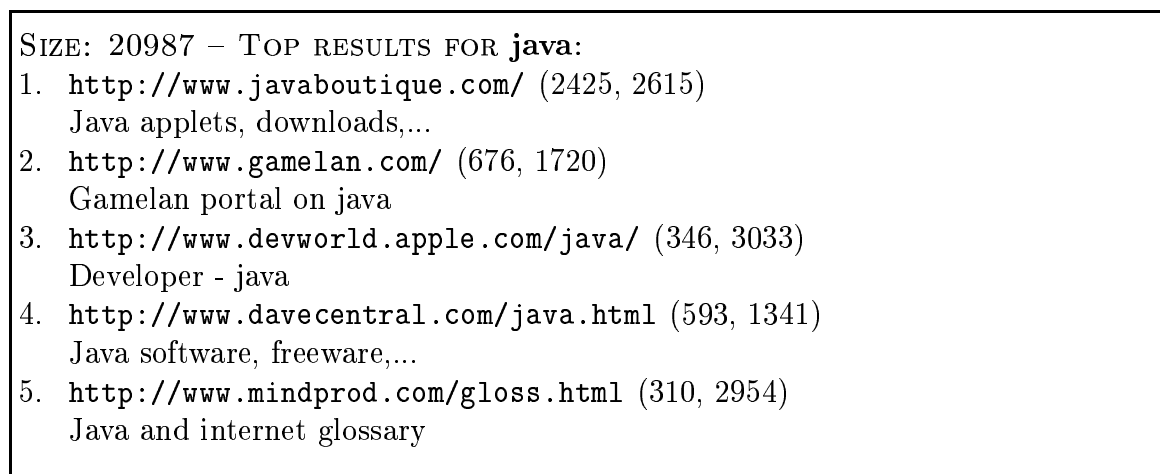 SIZE: 20987 – TOP RESULTS FOR java:
1. http://www.javaboutique.com/ (2425, 2615)
Java applets, downloads,...
2. http://www.gamelan.com/ (676, 1720)
Gamelan portal on java
3. http://www.devworld.apple.com/java/ (346, 3033)
Developer - java
4. http://www.davecentral.com/java.html (593, 1341)
Java software, freeware,...
5. http://www.mindprod.com/gloss.html (310, 2954)
Java and internet glossary